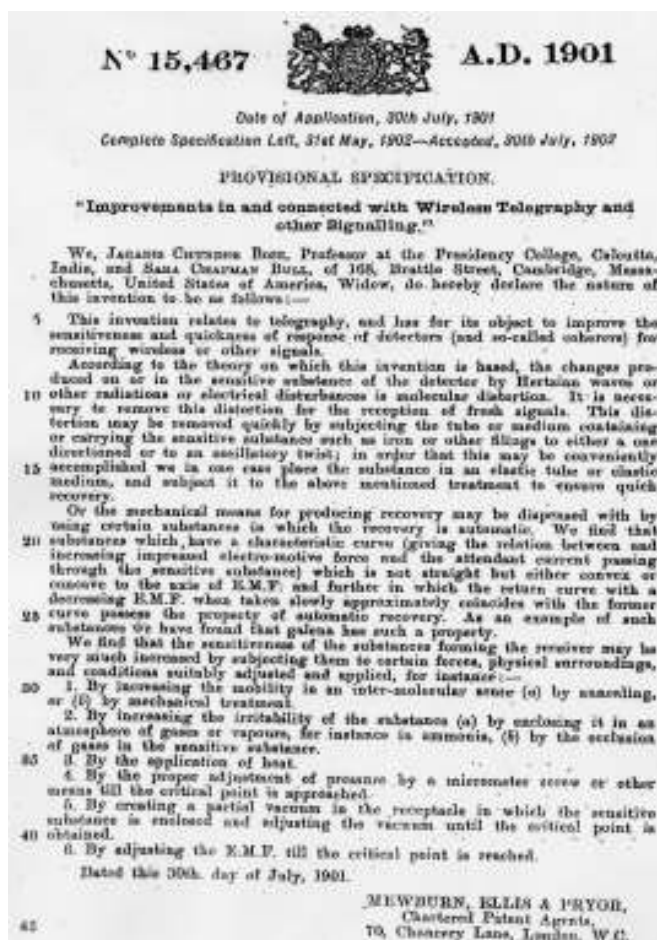 Nº 15,467
A.D. 1901
Date of Application, 30th July, 1901
Complete Specification Left, 31st May, 1902—Accepted, 30th July, 1902
PROVISIONAL SPECIFICATION.
"Improvements in and connected with Wireless Telegraphy and
other Signalling."
We, JAGADIS CHUNDER BOSE, Professor at the Presidency College, Calcutta,
India, and SARA CHAPMAN BULL, of 168, Brattle Street, Cambridge, Massa-
chusetts, United States of America, Widow, do hereby declare the nature of
this invention to be as follows:—
5 This invention relates to telegraphy, and has for its object to improve the
sensitiveness and quickness of response of detectors (and so-called coherers) for
receiving wireless or other signals.
According to the theory on which this invention is based, the changes pro-
duced on or in the sensitive substance of the detector by Hertzian waves or
10 other radiations or electrical disturbances is molecular distortion. It is neces-
sary to remove this distortion for the reception of fresh signals. This dis-
tortion may be removed quickly by subjecting the tube or medium containing
or carrying the sensitive substance such as iron or other filings to either a one
directioned or to an oscillatory twist; in order that this may be conveniently
15 accomplished we in one case place the substance in an elastic tube or elastic
medium, and subject it to the above mentioned treatment to ensure quick
recovery.
Or the mechanical means for producing recovery may be dispensed with by
using certain substances in which the recovery is automatic. We find that
20 substances which have a characteristic curve (giving the relation between and
increasing impressed electro-motive force and the attendant current passing
through the sensitive substance) which is not straight but either convex or
concave to the axis of E.M.F. and further in which the return curve with a
decreasing E.M.F. when taken slowly approximately coincides with the former
25 curve possess the property of automatic recovery. As an example of such
substances we have found that galena has such a property.
We find that the sensitiveness of the substances forming the receiver may be
very much increased by subjecting them to certain forces, physical surroundings,
and conditions suitably adjusted and applied, for instance:—
30 1. By increasing the mobility in an inter-molecular sense (a) by annealing,
or (b) by mechanical treatment.
2. By increasing the irritability of the substance (a) by enclosing it in an
atmosphere of gases or vapours, for instance in ammonia, (b) by the occlusion
of gases in the sensitive substance.
35 3. By the application of heat.
4. By the proper adjustment of pressure by a micrometer screw or other
means till the critical point is approached.
5. By creating a partial vacuum in the receptacle in which the sensitive
substance is enclosed and adjusting the vacuum until the critical point is
40 obtained.
6. By adjusting the E.M.F. till the critical point is reached.
Dated this 30th. day of July, 1901.
MEWBURN, ELLIS & PRYOR,
Chartered Patent Agents,
45 70, Chancery Lane, London, W.C.